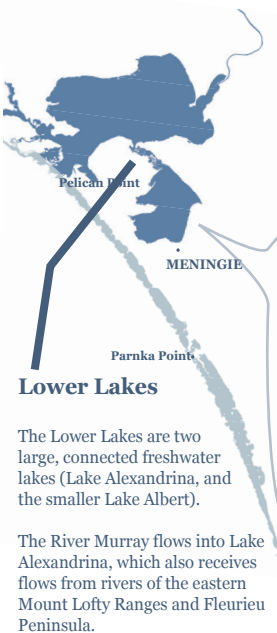 Pelican Point
MENINGIE
Parnka Point
Lower Lakes
The Lower Lakes are two
large, connected freshwater
lakes (Lake Alexandrina, and
the smaller Lake Albert).
The River Murray flows into Lake
Alexandrina, which also receives
flows from rivers of the eastern
Mount Lofty Ranges and Fleurieu
Peninsula.